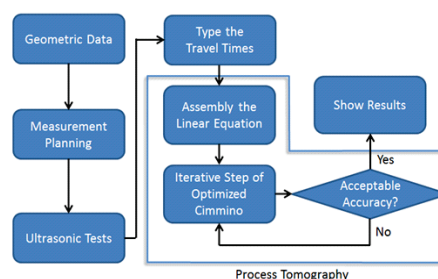 Geometric Data
Measurement
Planning
Ultrasonic Tests
Type the
Travel Times
Assembly the
Linear Equation
Iterative Step of
Optimized
Cimmino
Show Results
Yes
Acceptable
Accuracy?
No
Process Tomography